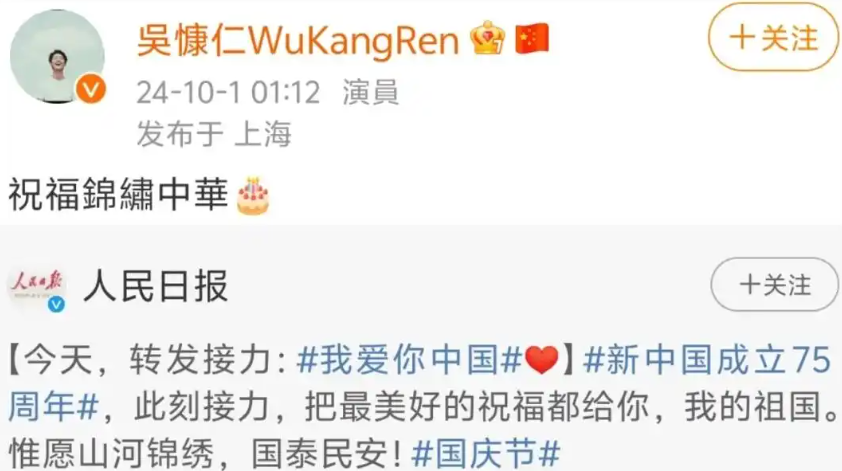 吳慷仁WuKangRen
+关注
24-10-1 01:12 演員
发布于 上海
祝福錦繡中華
人民日报
人民日报
+关注
【今天，转发接力：#我爱你中国#】#新中国成立75
周年#，此刻接力，把最美好的祝福都给你，我的祖国。
惟愿山河锦绣，国泰民安！#国庆节#